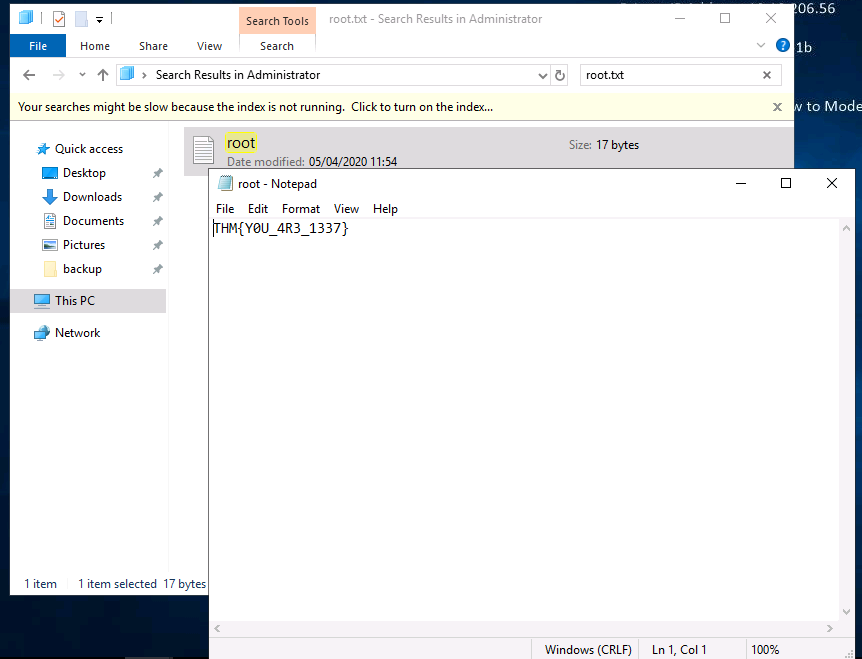 Search Tools
root.txt - Search Results in Administrator
206.56
File
Home
Share
View
Search
1b
Search Results in Administrator
root.txt
Your searches might be slow because the index is not running. Click to turn on the index...
to Mode
Quick access
Desktop
Downloads
Documents
Pictures
backup
This PC
Network
root
Size: 17 bytes
Date modified: 05/04/2020 11:54
root - Notepad
File Edit Format View Help
THM{Y0U_4R3_1337}
1 item 1 item selected 17 bytes
Windows (CRLF) Ln 1, Col 1 100%